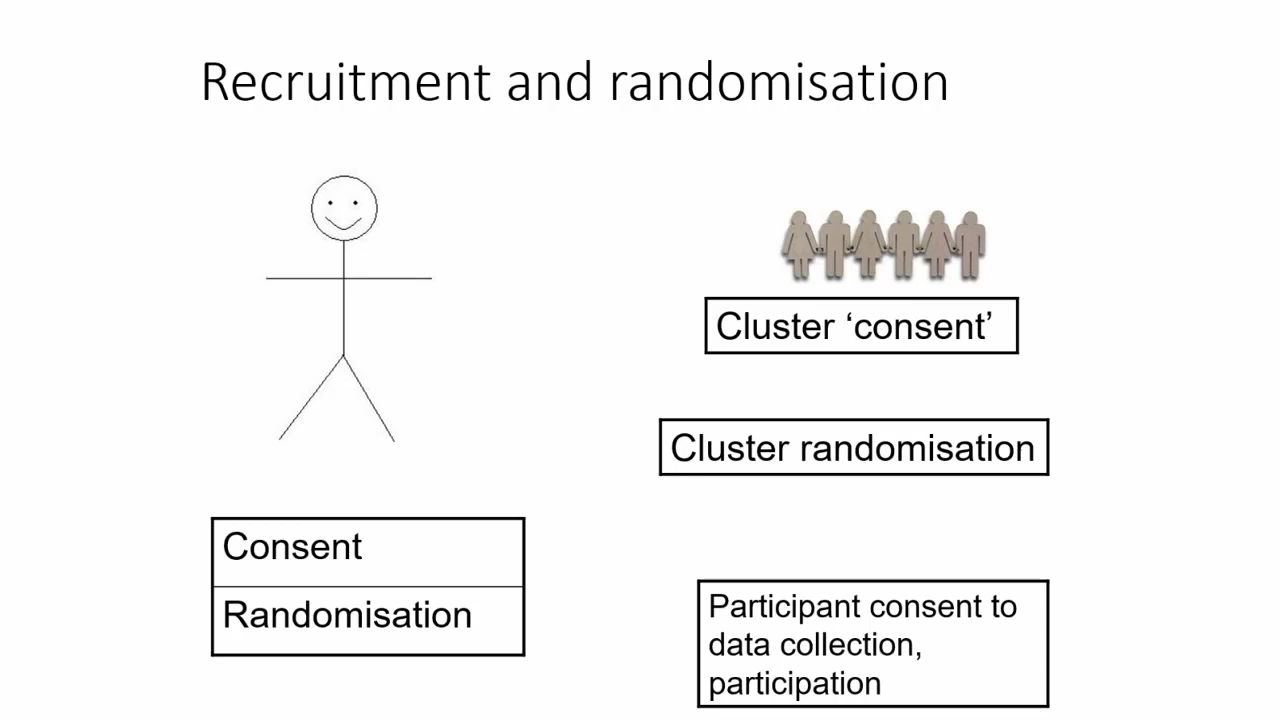 Recruitment and randomisation
Cluster ‘consent’
Cluster randomisation
Consent
Randomisation
Participant consent to
data collection,
participation